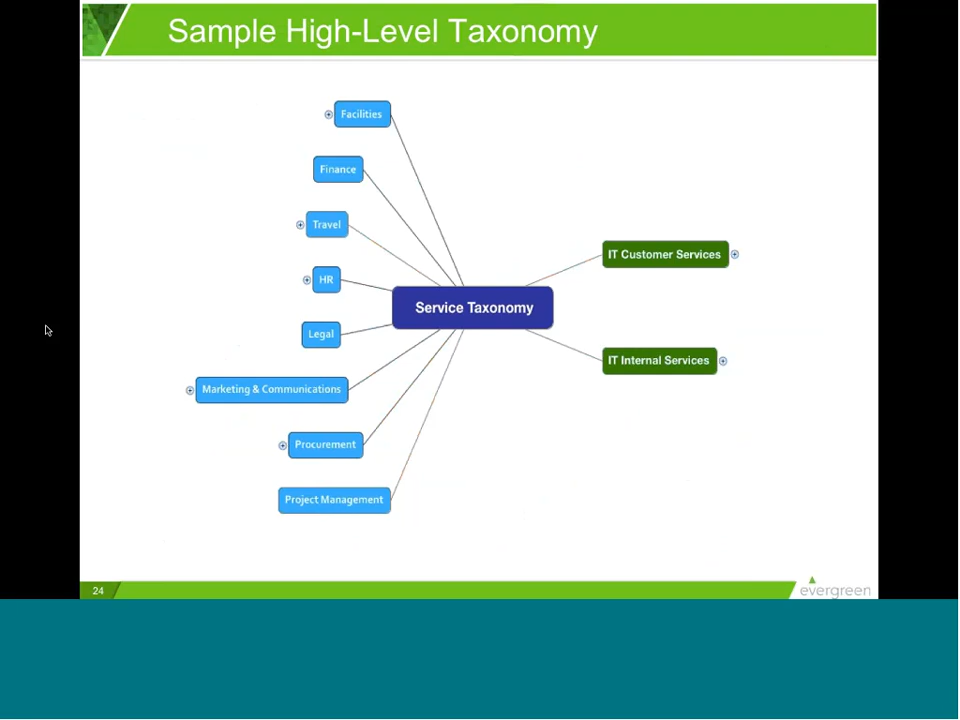 Sample High-Level Taxonomy
Facilities
Finance
Travel
HR
Legal
Marketing & Communications
Procurement
Project Management
Service Taxonomy
IT Customer Services
IT Internal Services
24
evergreen